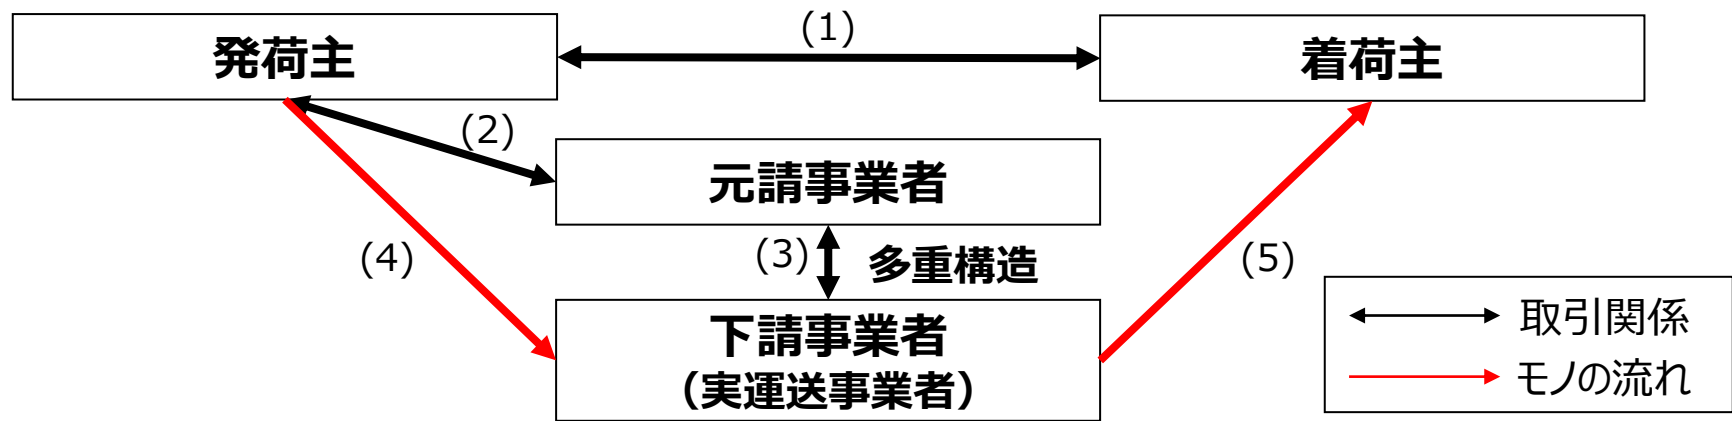 発荷主
(1)
着荷主
(2)
元請事業者
(3)
多重構造
(4)
(5)
下請事業者
(実運送事業者)
取引関係
モノの流れ